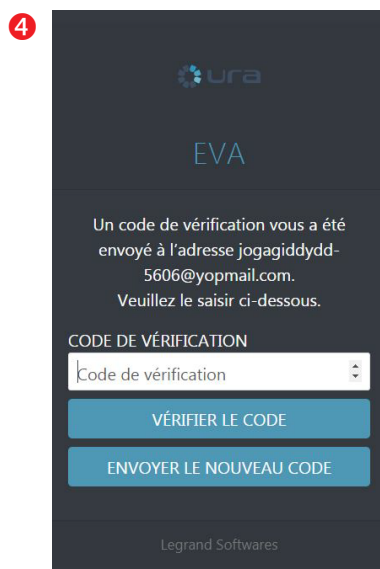 4
ura
EVA
Un code de vérification vous a été
envoyé à l'adresse jogagiddydd-
5606@yopmail.com.
Veuillez le saisir ci-dessous.
CODE DE VÉRIFICATION
Code de vérification
VÉRIFIER LE CODE
ENVOYER LE NOUVEAU CODE
Legrand Softwares